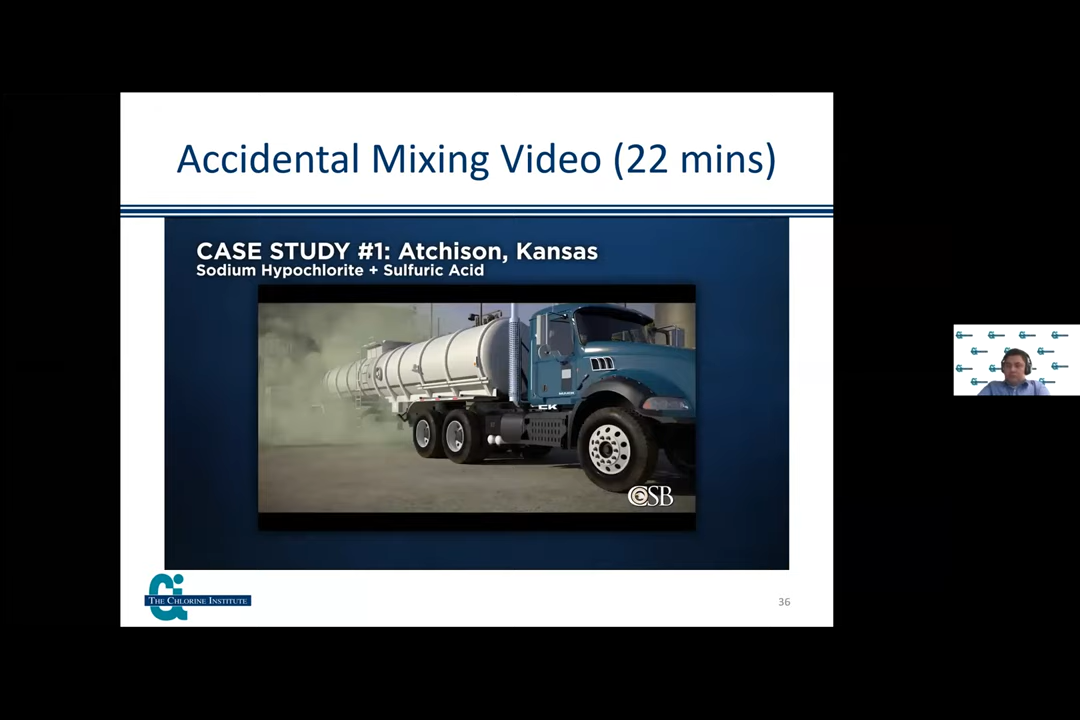 Accidental Mixing Video (22 mins)
CASE STUDY #1: Atchison, Kansas
Sodium Hypochlorite + Sulfuric Acid
CK
CSB
THE CHLORINE INSTITUTE
36